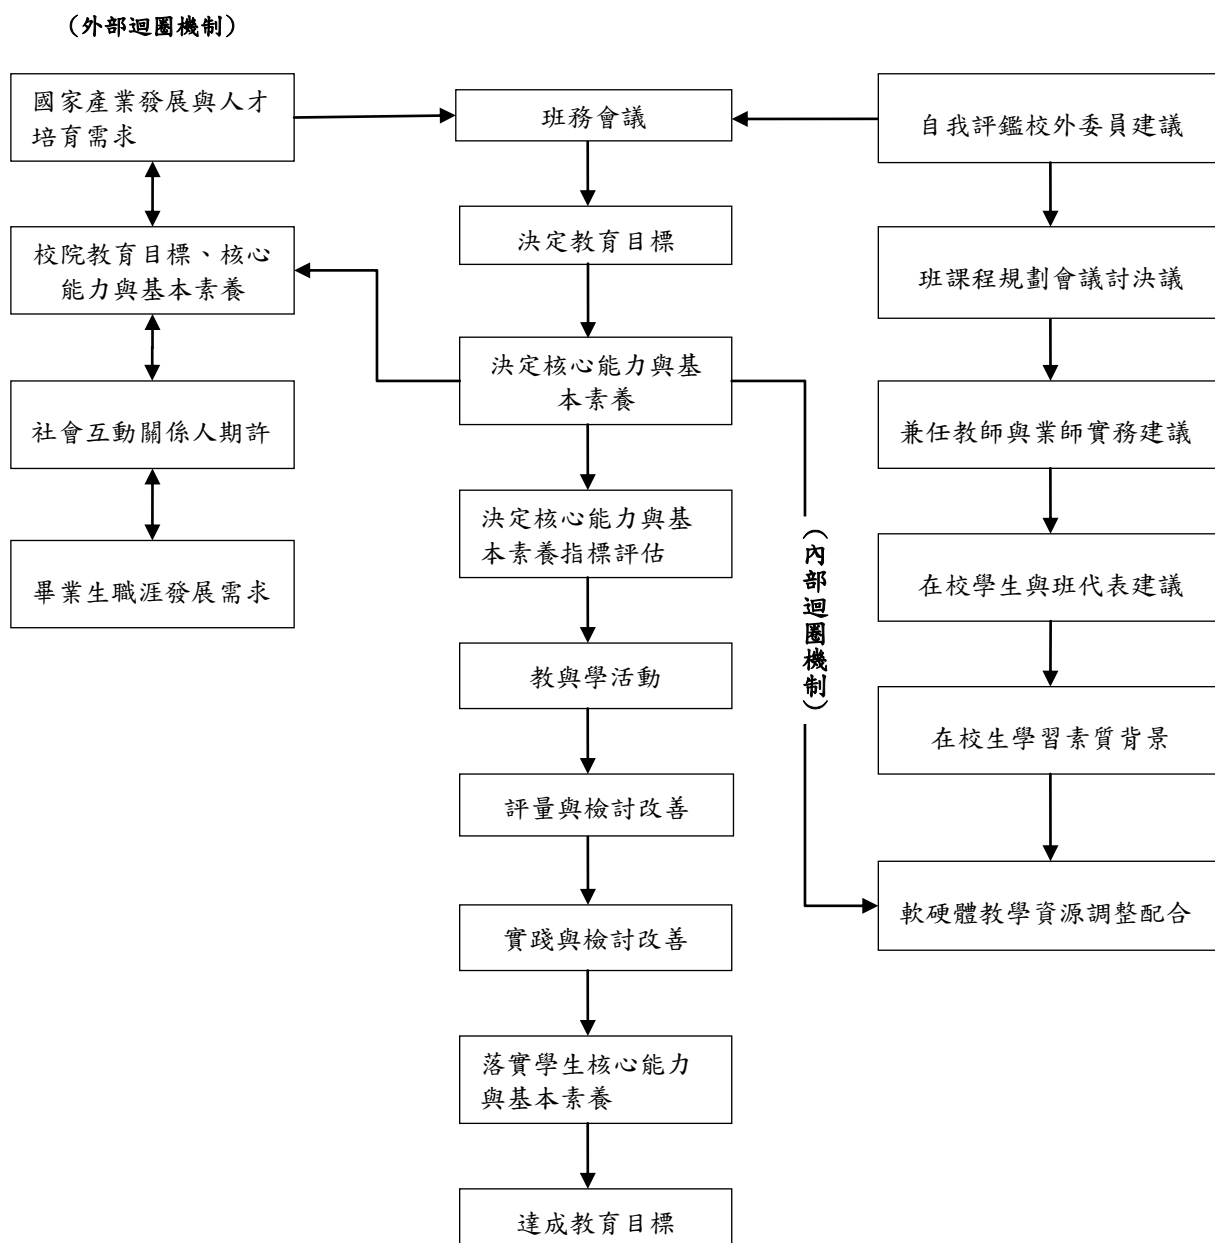 （外部迴圈機制）
國家產業發展與人才
培育需求
校院教育目標、核心
能力與基本素養
社會互動關係人期許
畢業生職涯發展需求
班務會議
決定教育目標
決定核心能力與基
本素養
決定核心能力與基
本素養指標評估
教與學活動
評量與檢討改善
實踐與檢討改善
落實學生核心能力
與基本素養
達成教育目標
（內部迴圈機制）
自我評鑑校外委員建議
班課程規劃會議討決議
兼任教師與業師實務建議
在校學生與班代表建議
在校生學習素質背景
軟硬體教學資源調整配合